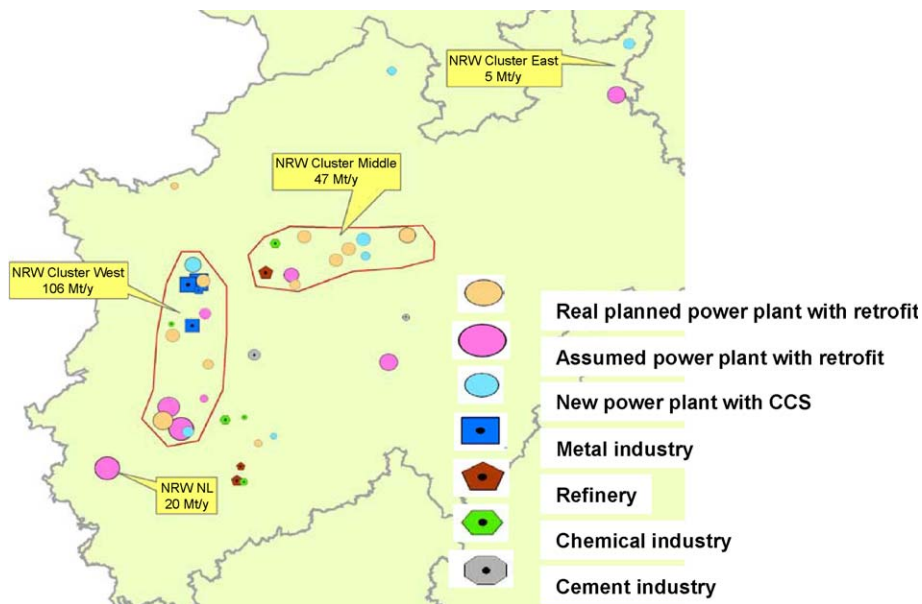 NRW Cluster East
5 Mt/y
NRW Cluster Middle
47 Mt/y
NRW Cluster West
106 Mt/y
NRW NL
20 Mt/y
Real planned power plant with retrofit
Assumed power plant with retrofit
New power plant with CCS
Metal industry
Refinery
Chemical industry
Cement industry